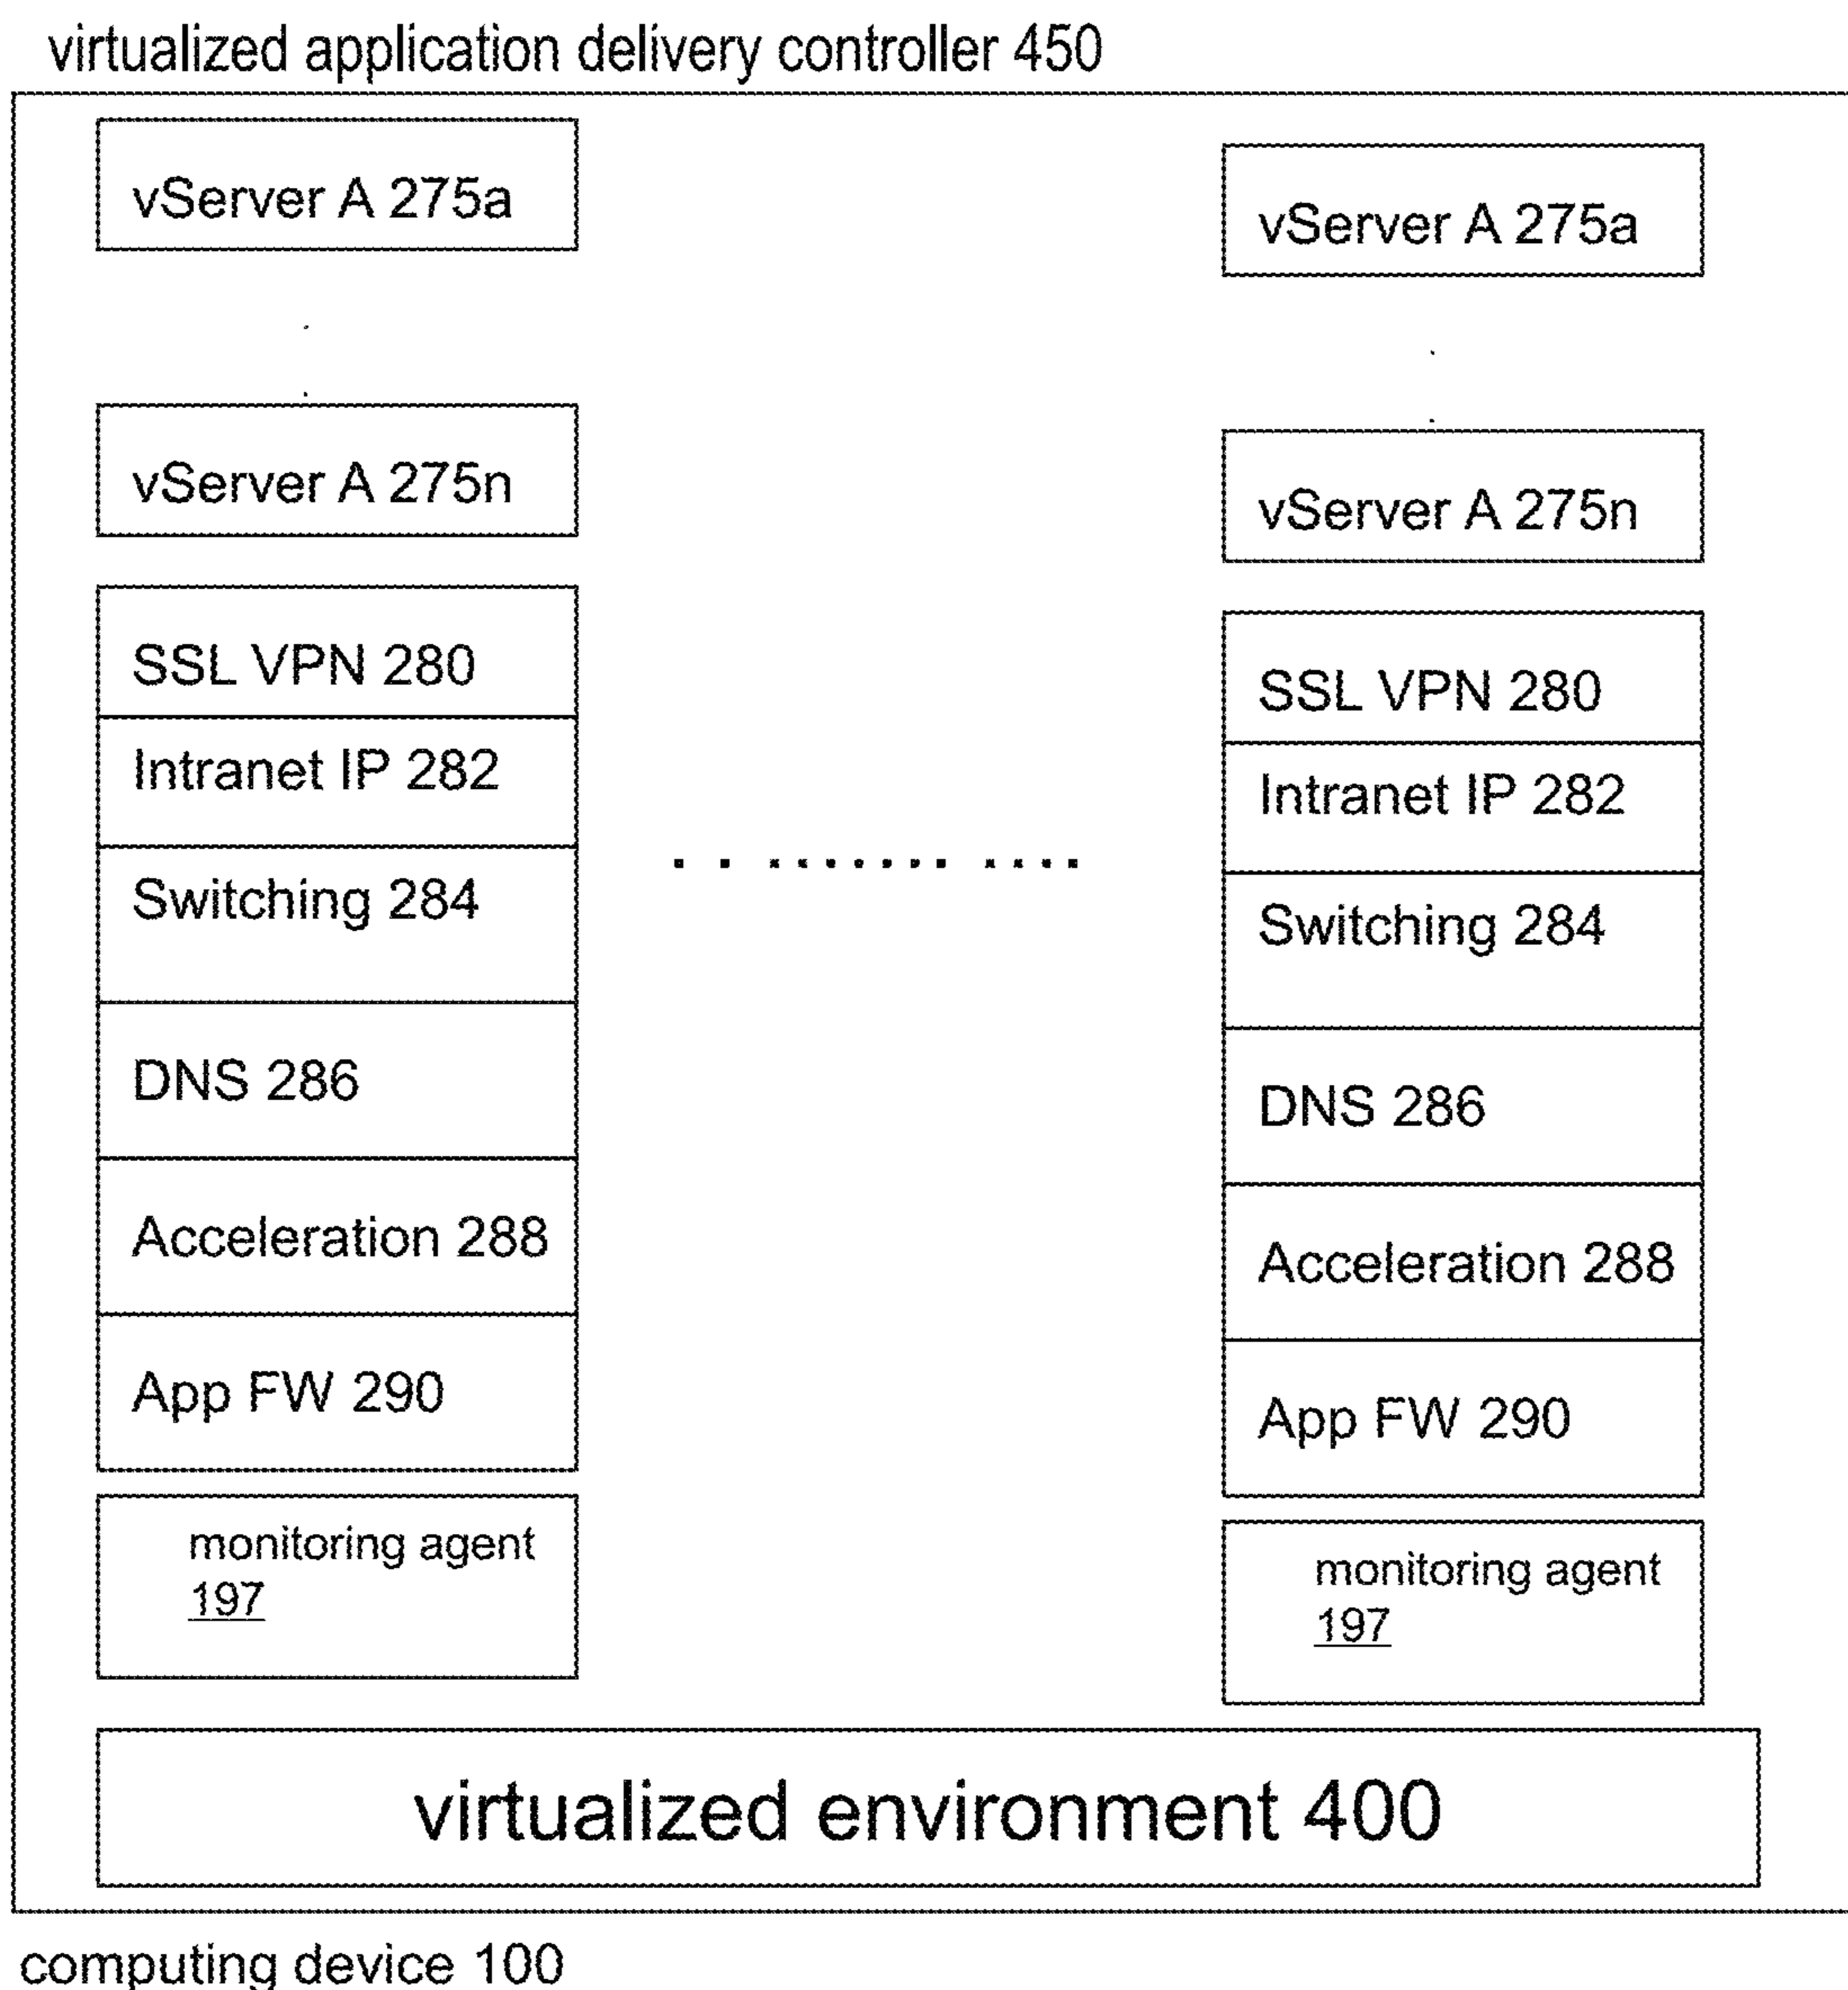 virtualized application delivery controller 450
vServer A 275a
vServer A 275n
SSL VPN 280
Intranet IP 282
Switching 284
DNS 286
Acceleration 288
App FW 290
monitoring agent
197
vServer A 275a
vServer A 275n
SSL VPN 280
Intranet IP 282
Switching 284
DNS 286
Acceleration 288
App FW 290
monitoring agent
197
virtualized environment 400
computing device 100